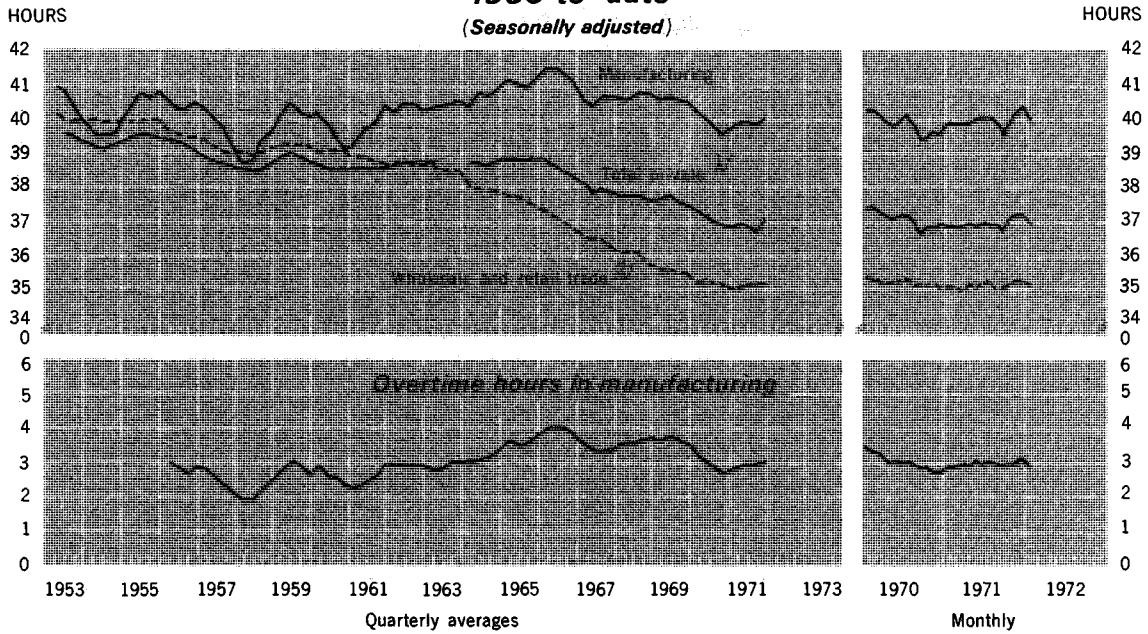 to date
(Seasonally adjusted)
HOURS
HOURS
42
41
40
39
38
37
36
35
34
0
Manufacturing
Total private 1/
Wholesale and retail trade
42
41
40
39
38
37
36
35
34
0
6
5
4
3
2
1
0
Overtime hours in manufacturing
6
5
4
3
2
1
0
1953 1955 1957 1959 1961 1963 1965 1967 1969 1971 1973
1970 1971 1972
Quarterly averages
Monthly